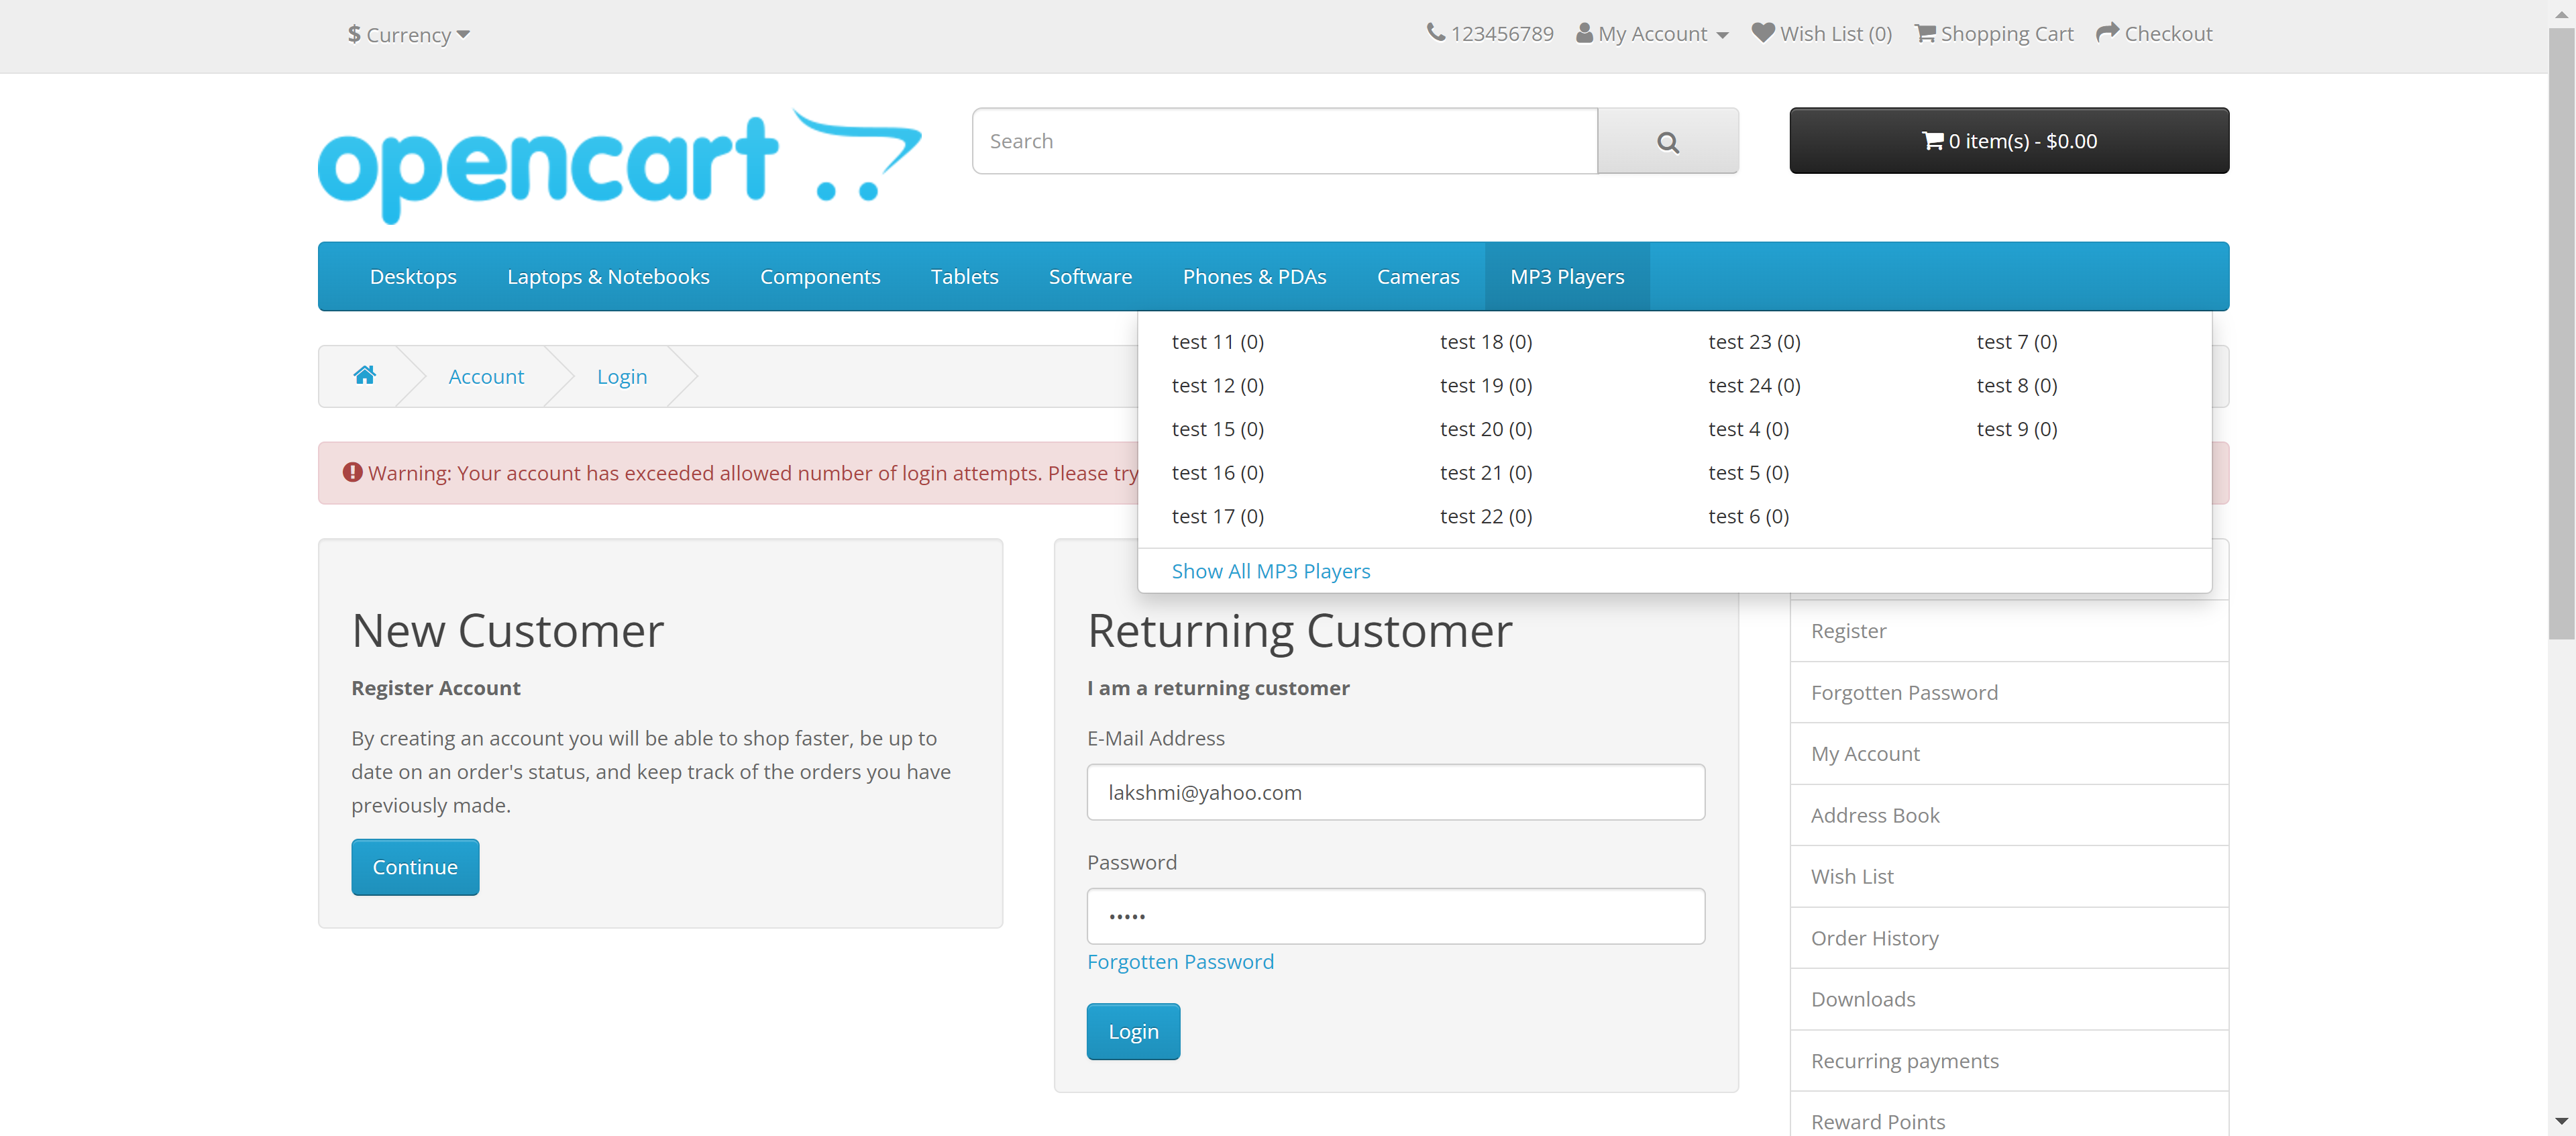 $ Currency
123456789 My Account Wish List (0) Shopping Cart Checkout
opencart
Search
0 item(s) - $0.00
Desktops Laptops & Notebooks Components Tablets Software Phones & PDAs Cameras MP3 Players
test 11 (0) test 18 (0) test 23 (0) test 7 (0)
test 12 (0) test 19 (0) test 24 (0) test 8 (0)
test 15 (0) test 20 (0) test 4 (0) test 9 (0)
test 16 (0) test 21 (0) test 5 (0)
test 17 (0) test 22 (0) test 6 (0)
Show All MP3 Players
Account Login
Warning: Your account has exceeded allowed number of login attempts. Please try
New Customer
Register Account
By creating an account you will be able to shop faster, be up to
date on an order's status, and keep track of the orders you have
previously made.
Continue
Returning Customer
I am a returning customer
E-Mail Address
lakshmi@yahoo.com
Password
•••••
Forgotten Password
Login
Register
Forgotten Password
My Account
Address Book
Wish List
Order History
Downloads
Recurring payments
Reward Points